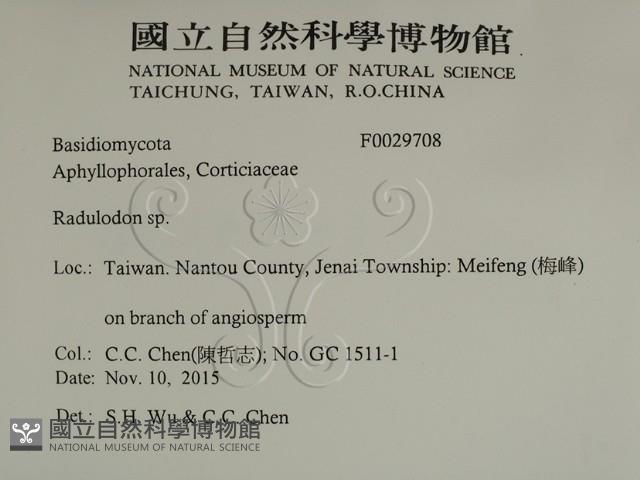 國立自然科學博物館
NATIONAL MUSEUM OF NATURAL SCIENCE
TAICHUNG, TAIWAN, R.O.CHINA
Basidiomycota F0029708
Aphyllophorales, Corticiaceae
Radulodon sp.
Loc.: Taiwan. Nantou County, Jenai Township: Meifeng (梅峰)
on branch of angiosperm
Col.: C.C. Chen(陳哲志); No. GC 1511-1
Date: Nov. 10, 2015
Det.: S.H. Wu & C.C. Chen
國立自然科學博物館
NATIONAL MUSEUM OF NATURAL SCIENCE